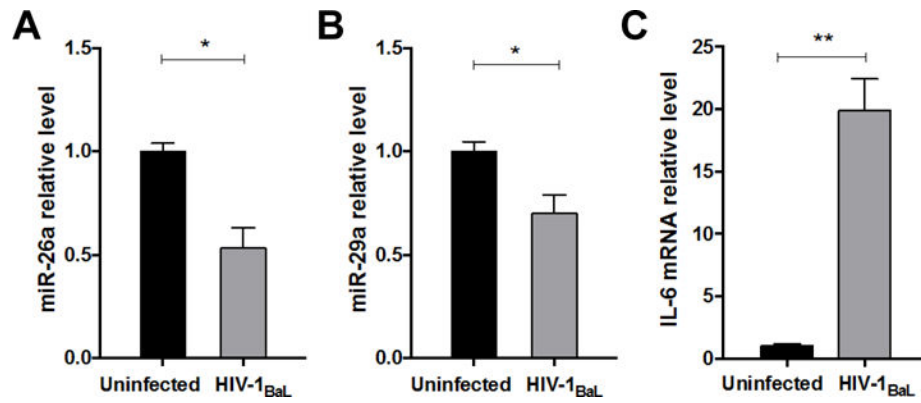 A
miR-26a relative level
1.5
1.0
0.5
0.0
*
Uninfected HIV-1BaL
B
miR-29a relative level
1.5
1.0
0.5
0.0
*
Uninfected HIV-1BaL
C
IL-6 mRNA relative level
25
20
15
10
5
0
**
Uninfected HIV-1BaL